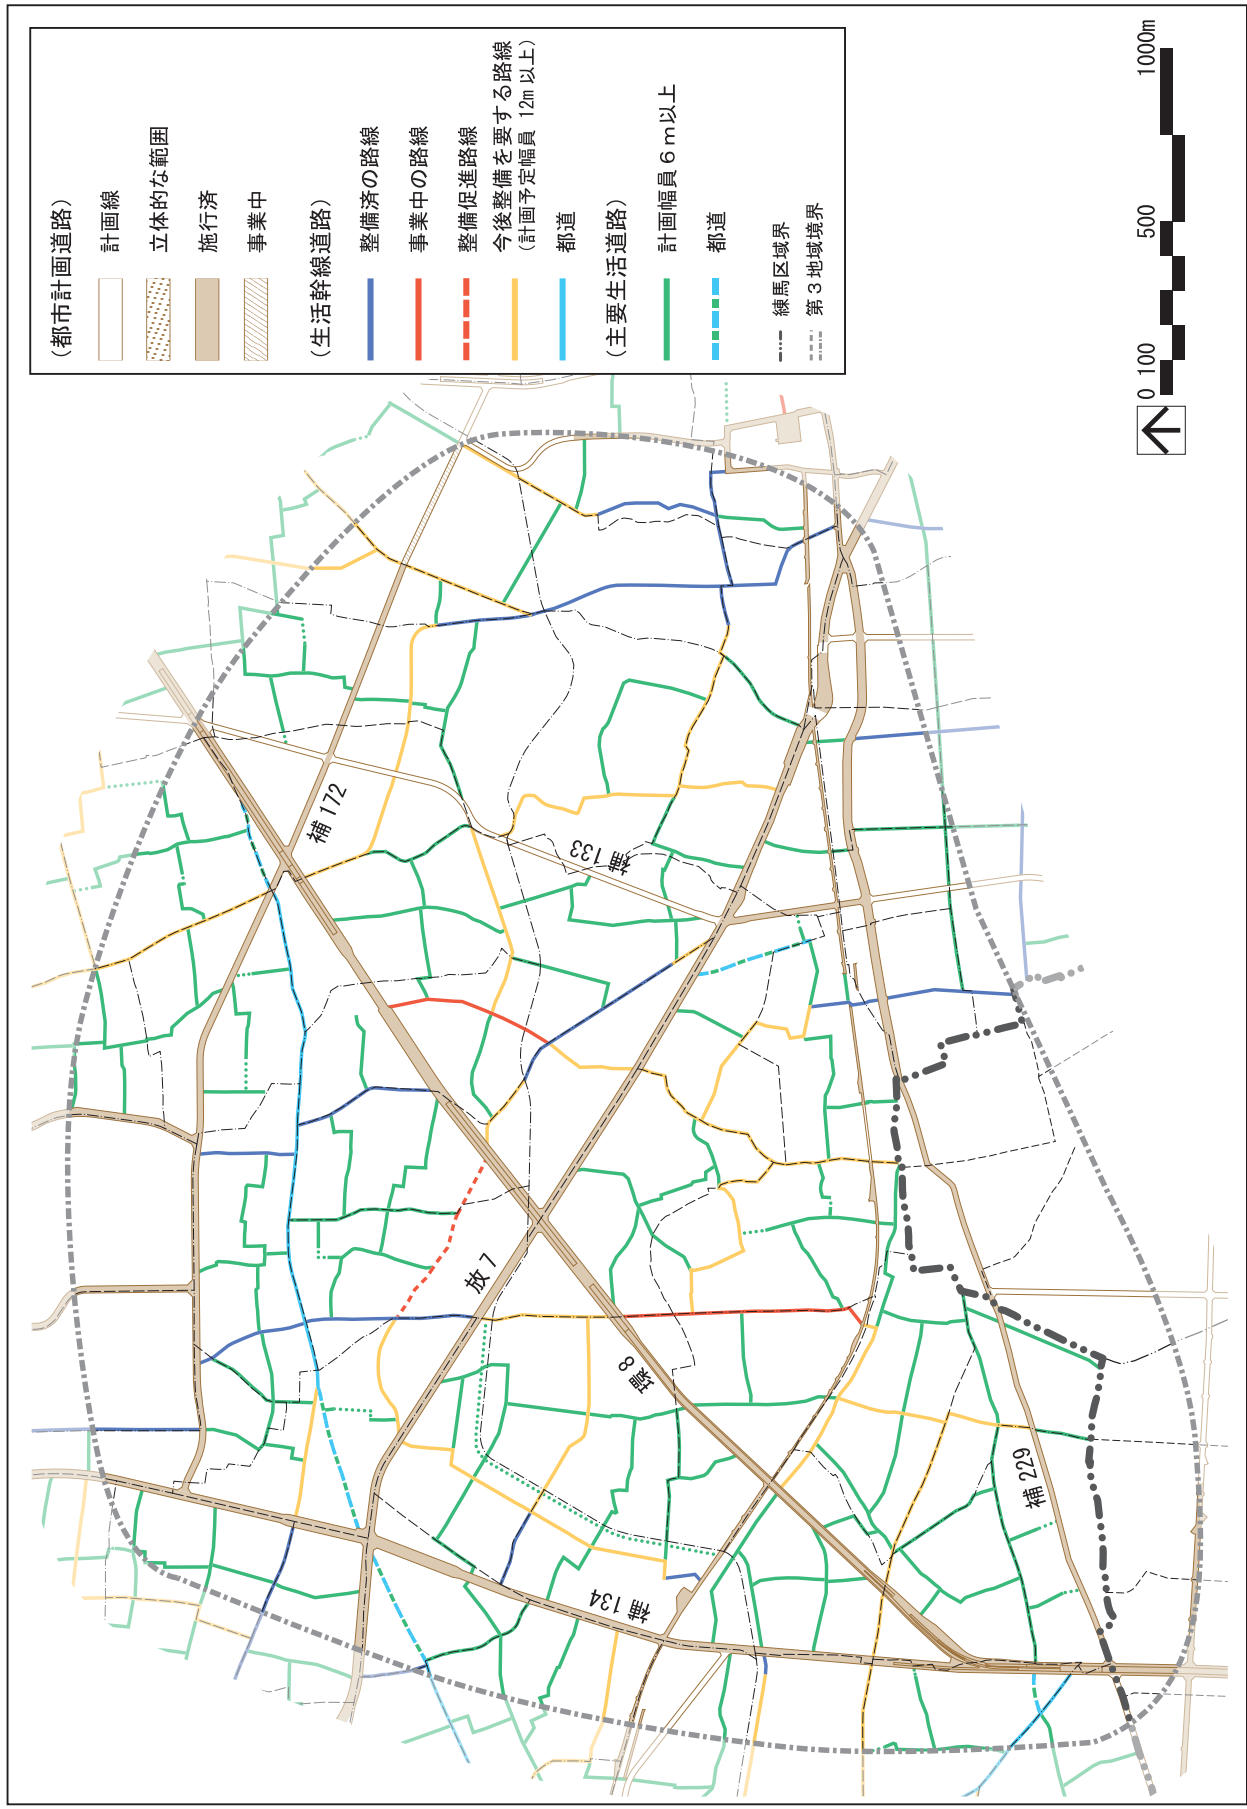 (都市計画道路)
計画線
立体的な範囲
施行済
事業中
(生活幹線道路)
整備済の路線
事業中の路線
整備促進路線
今後整備を要する路線
(計画予定幅員 12m 以上)
都道
(主要生活道路)
計画幅員6m以上
都道
練馬区域界
第3地域境界
0 100 500 1000m
補 172
補 133
放 7
環 8
補 134
補 229